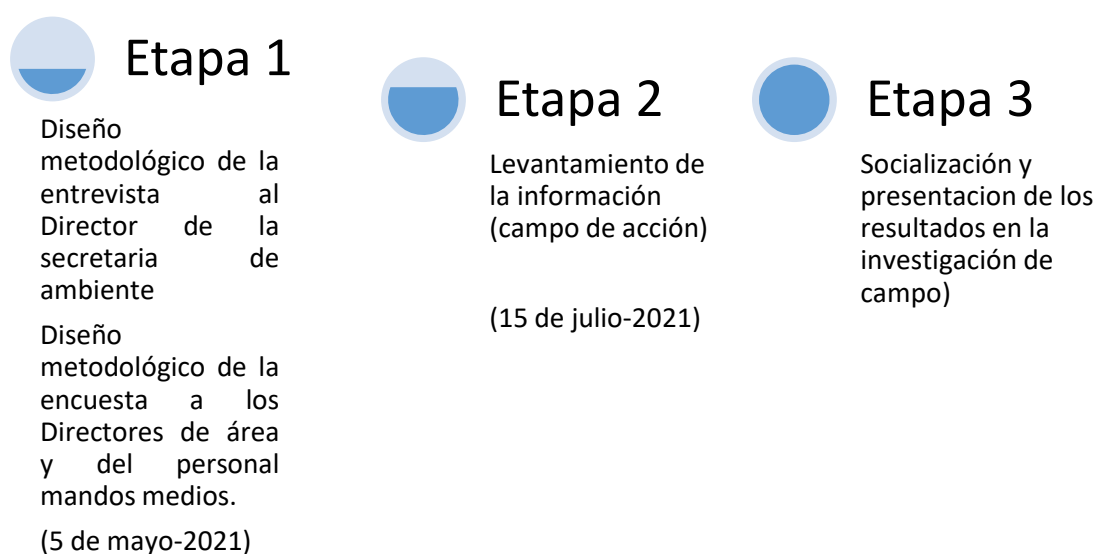 Etapa 1
Diseño
metodológico de la
entrevista al
Director de la
secretaria de
ambiente
Diseño
metodológico de la
encuesta a los
Directores de área
y del personal
mandos medios.
(5 de mayo-2021)
Etapa 2
Levantamiento de
la información
(campo de acción)
(15 de julio-2021)
Etapa 3
Socialización y
presentacion de los
resultados en la
investigación de
campo)